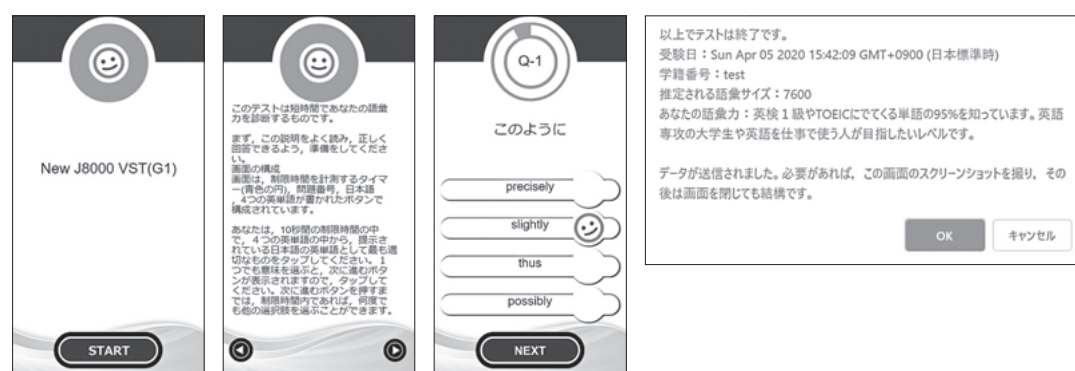 New J8000 VST(G1)
START
このテストは短時間であなたの語彙
力を診断するものです。
まず，この説明をよく読み，正しく
回答できるよう，準備をしてくださ
い。
画面の構成
画面は，制限時間を計測するタイマ
ー(青色の円)，問題番号，日本語
，4つの英単語が書かれたボタンで
構成されています。
あなたは，10秒間の制限時間の中
で，４つの英単語の中から，提示さ
れている日本語の英単語として最も適
切なものをタップしてください。１
つでも意味を選ぶと，次に進むボタ
ンが表示されますので，タップして
ください。次に進むボタンを押すま
では，制限時間内であれば，何度で
も他の選択肢を選ぶことができます。
Q-1
このように
precisely
slightly
thus
possibly
NEXT
以上でテストは終了です。
受験日：Sun Apr 05 2020 15:42:09 GMT+0900 (日本標準時)
学籍番号：test
推定される語彙サイズ：7600
あなたの語彙力：英検１級やTOEICにでてくる単語の95%を知っています。英語
専攻の大学生や英語を仕事で使う人が目指したいレベルです。
データが送信されました。必要があれば，この画面のスクリーンショットを撮り，その
後は画面を閉じても結構です。
OK
キャンセル